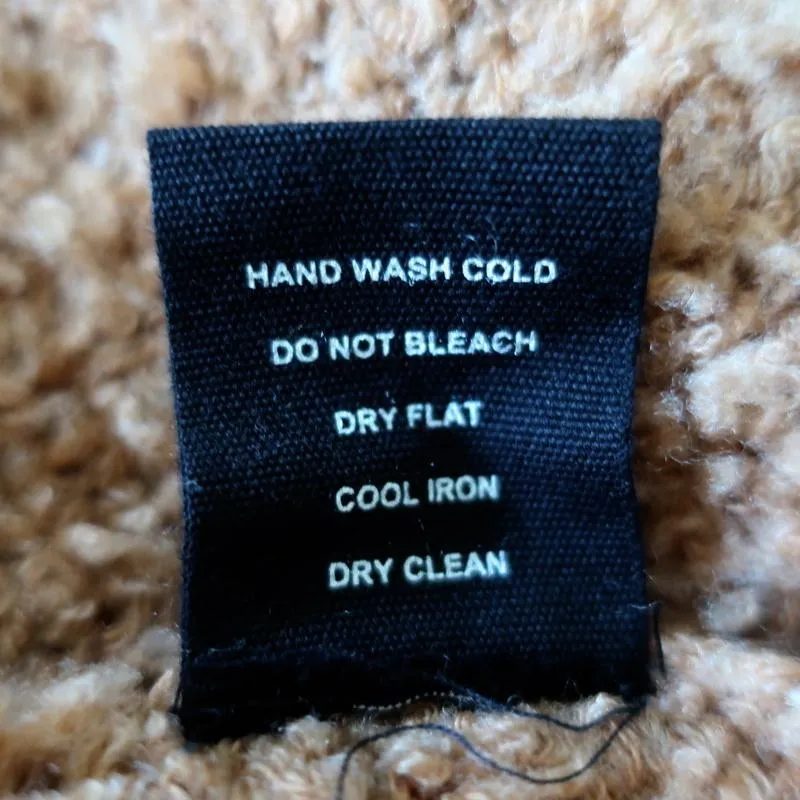 HAND WASH COLD
DO NOT BLEACH
DRY FLAT
COOL IRON
DRY CLEAN